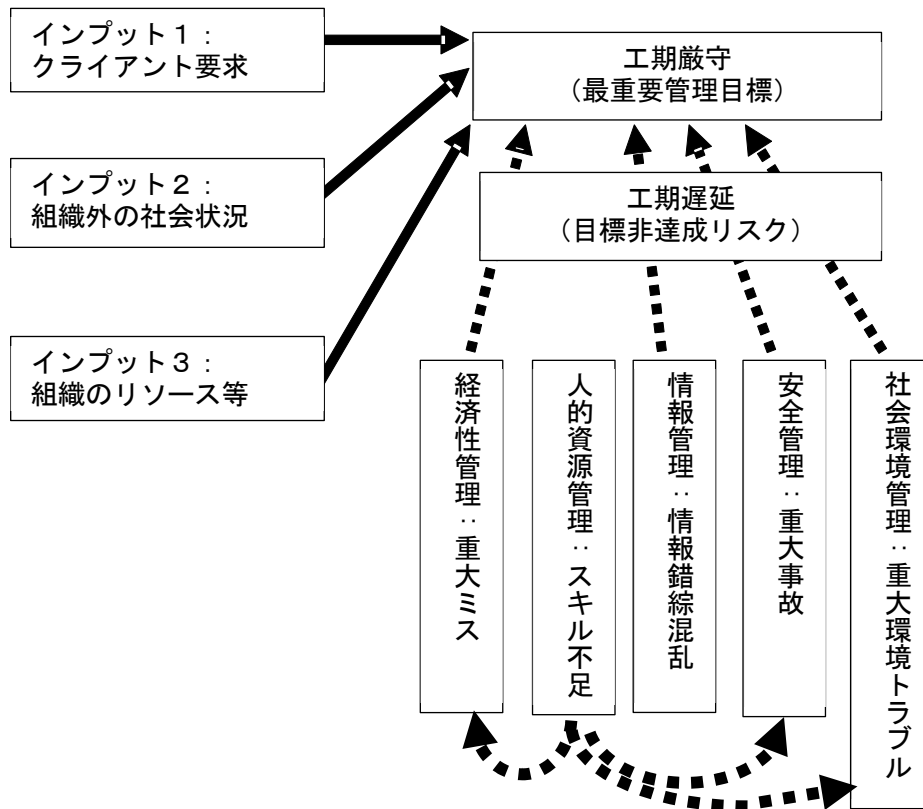 インプット１：
クライアント要求
工期厳守
（最重要管理目標）
インプット２：
組織外の社会状況
工期遅延
（目標非達成リスク）
インプット３：
組織のリソース等
経済性管理：重大ミス
人的資源管理：スキル不足
情報管理：情報錯綜混乱
安全管理：重大事故
社会環境管理：重大環境トラブル